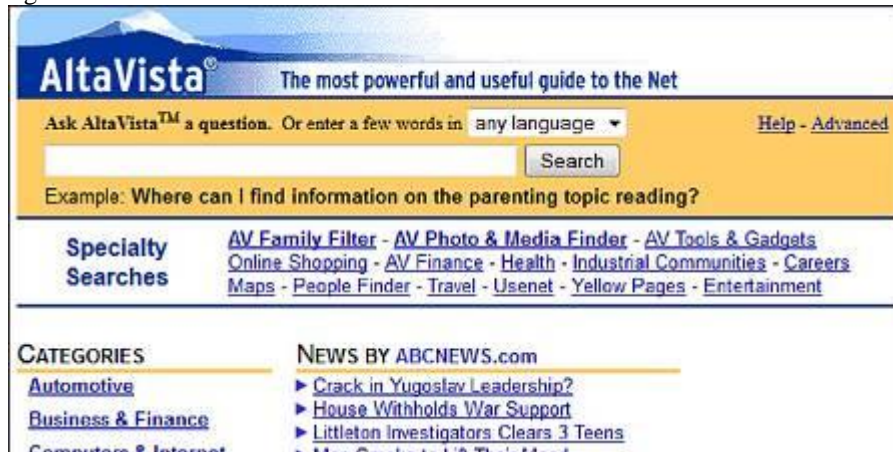 AltaVista®
The most powerful and useful guide to the Net
Ask AltaVista™ a question. Or enter a few words in any language
Help - Advanced
Search
Example: Where can I find information on the parenting topic reading?
Specialty Searches
AV Family Filter - AV Photo & Media Finder - AV Tools & Gadgets
Online Shopping - AV Finance - Health - Industrial Communities - Careers
Maps - People Finder - Travel - Usenet - Yellow Pages - Entertainment
CATEGORIES
Automotive
Business & Finance
Computers & Internet
NEWS BY ABCNEWS.com
Crack in Yugoslav Leadership?
House Withholds War Support
Littleton Investigators Clears 3 Teens